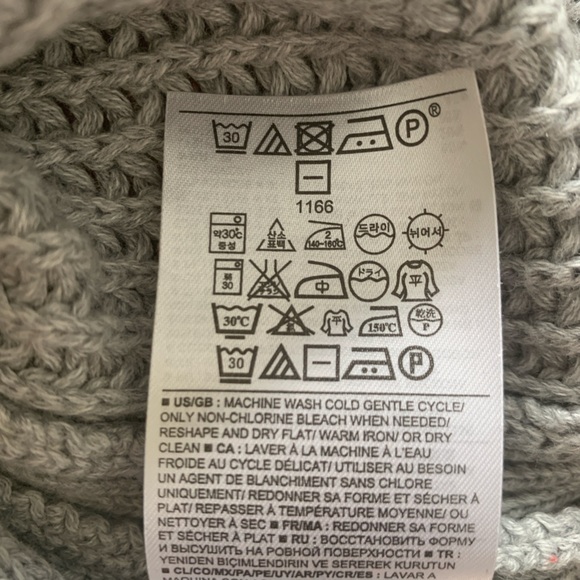 30 P ®
1166
약30℃ 중성 산소 표백 2 140~160℃ 드라이 뉘어서
30 中 ドライ 平
30℃ 平 150℃ 乾洗 P
30 P
■ US/GB : MACHINE WASH COLD GENTLE CYCLE/
ONLY NON-CHLORINE BLEACH WHEN NEEDED/
RESHAPE AND DRY FLAT/ WARM IRON/ OR DRY
CLEAN ■ CA : LAVER À LA MACHINE À L'EAU
FROIDE AU CYCLE DÉLICAT/ UTILISER AU BESOIN
UN AGENT DE BLANCHIMENT SANS CHLORE
UNIQUEMENT/ REDONNER SA FORME ET SÉCHER À
PLAT/ REPASSER À TEMPÉRATURE MOYENNE/ OU
NETTOYER À SEC ■ FR/MA : REDONNER SA FORME
ET SÉCHER À PLAT ■ RU : ВОССТАНОВИТЬ ФОРМУ
И ВЫСУШИТЬ НА РОВНОЙ ПОВЕРХНОСТИ ■ TR :
YENİDEN BİÇİMLENDİRİN VE SEREREK KURUTUN
■ CL/CO/MX/PA/PE/UY/AR/PY/CR/ES : LAVAR A